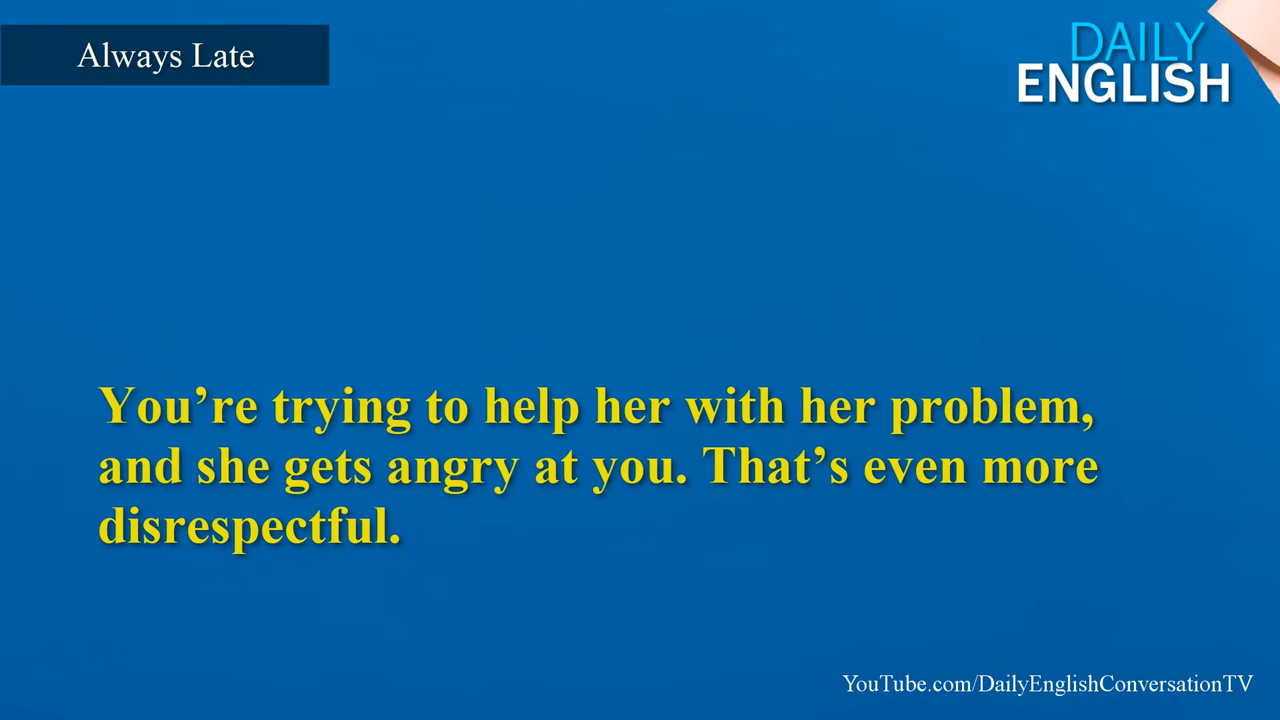 Always Late
DAILY
ENGLISH
You’re trying to help her with her problem,
and she gets angry at you. That’s even more
disrespectful.
YouTube.com/DailyEnglishConversationTV